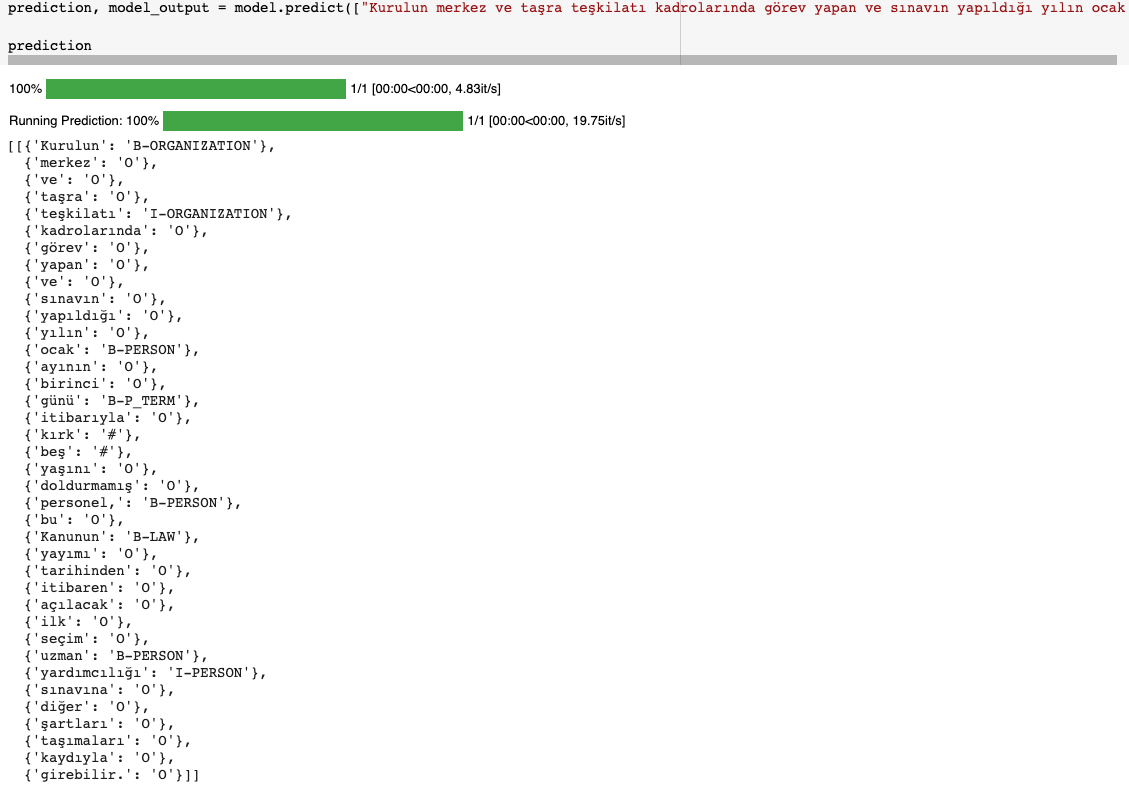 prediction, model_output = model.predict(["Kurulun merkez ve taşra teşkilatı kadrolarında görev yapan ve sınavın yapıldığı yılın ocak
prediction
100% 1/1 [00:00<00:00, 4.83it/s]
Running Prediction: 100% 1/1 [00:00<00:00, 19.75it/s]
[[{'Kurulun': 'B-ORGANIZATION'},
{'merkez': 'O'},
{'ve': 'O'},
{'taşra': 'O'},
{'teşkilatı': 'I-ORGANIZATION'},
{'kadrolarında': 'O'},
{'görev': 'O'},
{'yapan': 'O'},
{'ve': 'O'},
{'sınavın': 'O'},
{'yapıldığı': 'O'},
{'yılın': 'O'},
{'ocak': 'B-PERSON'},
{'ayının': 'O'},
{'birinci': 'O'},
{'günü': 'B-P_TERM'},
{'itibarıyla': 'O'},
{'kırk': '#'},
{'beş': '#'},
{'yaşını': 'O'},
{'doldurmamış': 'O'},
{'personel,': 'B-PERSON'},
{'bu': 'O'},
{'Kanunun': 'B-LAW'},
{'yayımı': 'O'},
{'tarihinden': 'O'},
{'itibaren': 'O'},
{'açılacak': 'O'},
{'ilk': 'O'},
{'seçim': 'O'},
{'uzman': 'B-PERSON'},
{'yardımcılığı': 'I-PERSON'},
{'sınavına': 'O'},
{'diğer': 'O'},
{'şartları': 'O'},
{'taşımaları': 'O'},
{'kaydıyla': 'O'},
{'girebilir.': 'O'}]]